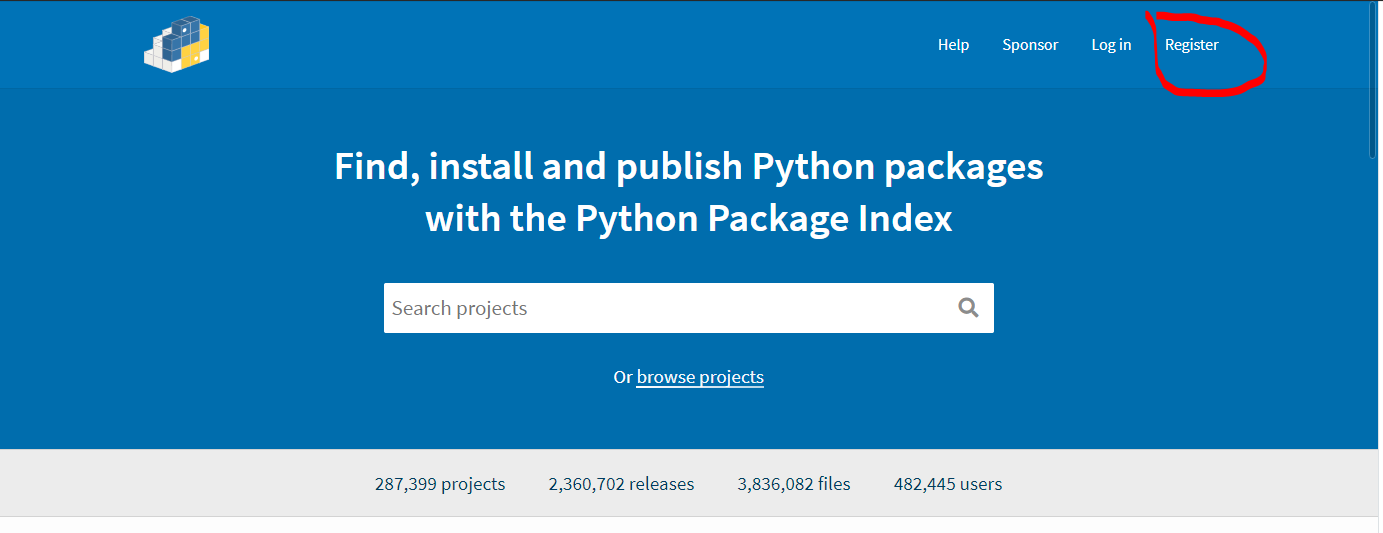 Help Sponsor Log in Register
Find, install and publish Python packages
with the Python Package Index
Search projects
Or browse projects
287,399 projects 2,360,702 releases 3,836,082 files 482,445 users